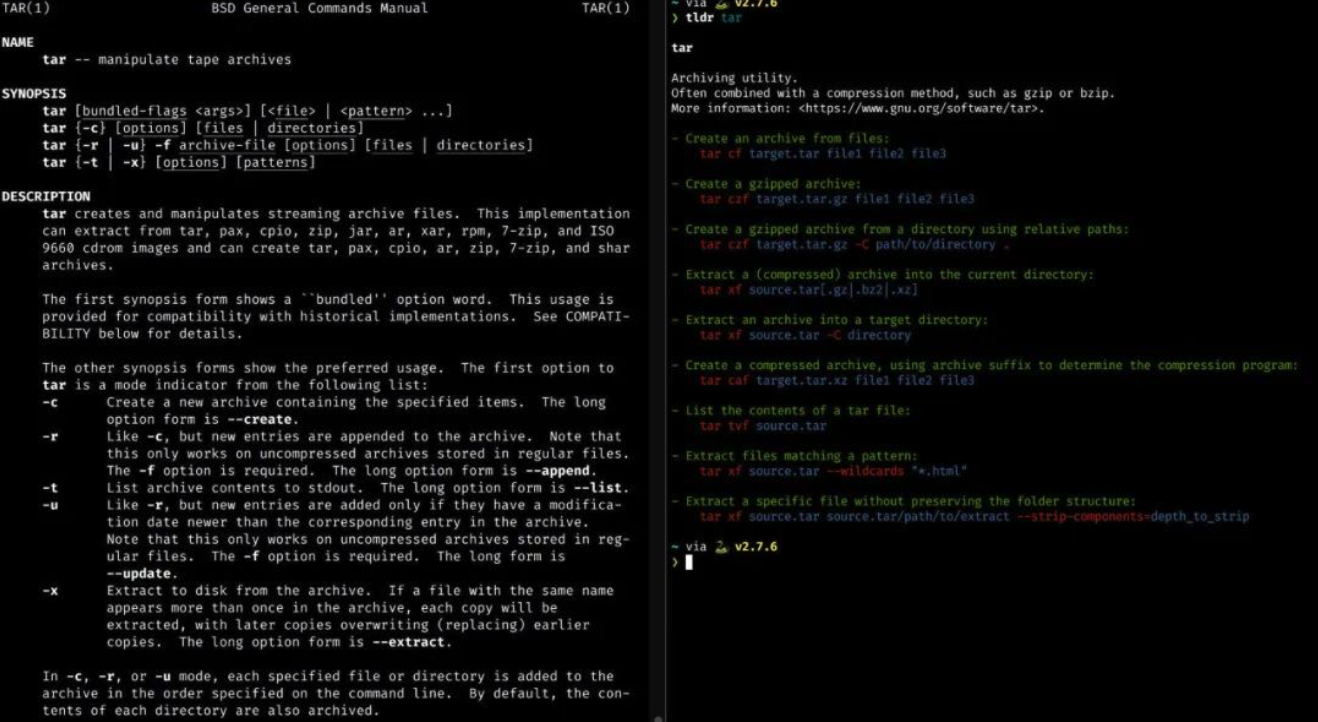 TAR(1) BSD General Commands Manual TAR(1)
NAME
tar -- manipulate tape archives
SYNOPSIS
tar [bundled-flags <args>] [<file> | <pattern> ...]
tar {-c} [options] [files | directories]
tar {-r | -u} -f archive-file [options] [files | directories]
tar {-t | -x} [options] [patterns]
DESCRIPTION
tar creates and manipulates streaming archive files. This implementation
can extract from tar, pax, cpio, zip, jar, ar, xar, rpm, 7-zip, and ISO
9660 cdrom images and can create tar, pax, cpio, ar, zip, 7-zip, and shar
archives.
The first synopsis form shows a ``bundled'' option word. This usage is
provided for compatibility with historical implementations. See COMPATI-
BILITY below for details.
The other synopsis forms show the preferred usage. The first option to
tar is a mode indicator from the following list:
-c Create a new archive containing the specified items. The long
option form is --create.
-r Like -c, but new entries are appended to the archive. Note that
this only works on uncompressed archives stored in regular files.
The -f option is required. The long option form is --append.
-t List archive contents to stdout. The long option form is --list.
-u Like -r, but new entries are added only if they have a modifica-
tion date newer than the corresponding entry in the archive.
Note that this only works on uncompressed archives stored in reg-
ular files. The -f option is required. The long form is
--update.
-x Extract to disk from the archive. If a file with the same name
appears more than once in the archive, each copy will be
extracted, with later copies overwriting (replacing) earlier
copies. The long option form is --extract.
In -c, -r, or -u mode, each specified file or directory is added to the
archive in the order specified on the command line. By default, the con-
tents of each directory are also archived.
~ via 🐍 v2.7.6
❯ tldr tar
tar
Archiving utility.
Often combined with a compression method, such as gzip or bzip.
More information: <https://www.gnu.org/software/tar>.
- Create an archive from files:
tar cf target.tar file1 file2 file3
- Create a gzipped archive:
tar czf target.tar.gz file1 file2 file3
- Create a gzipped archive from a directory using relative paths:
tar czf target.tar.gz -C path/to/directory .
- Extract a (compressed) archive into the current directory:
tar xf source.tar[.gz|.bz2|.xz]
- Extract an archive into a target directory:
tar xf source.tar -C directory
- Create a compressed archive, using archive suffix to determine the compression program:
tar caf target.tar.xz file1 file2 file3
- List the contents of a tar file:
tar tvf source.tar
- Extract files matching a pattern:
tar xf source.tar --wildcards "*.html"
- Extract a specific file without preserving the folder structure:
tar xf source.tar source.tar/path/to/extract --strip-components=depth_to_strip
~ via 🐍 v2.7.6
❯